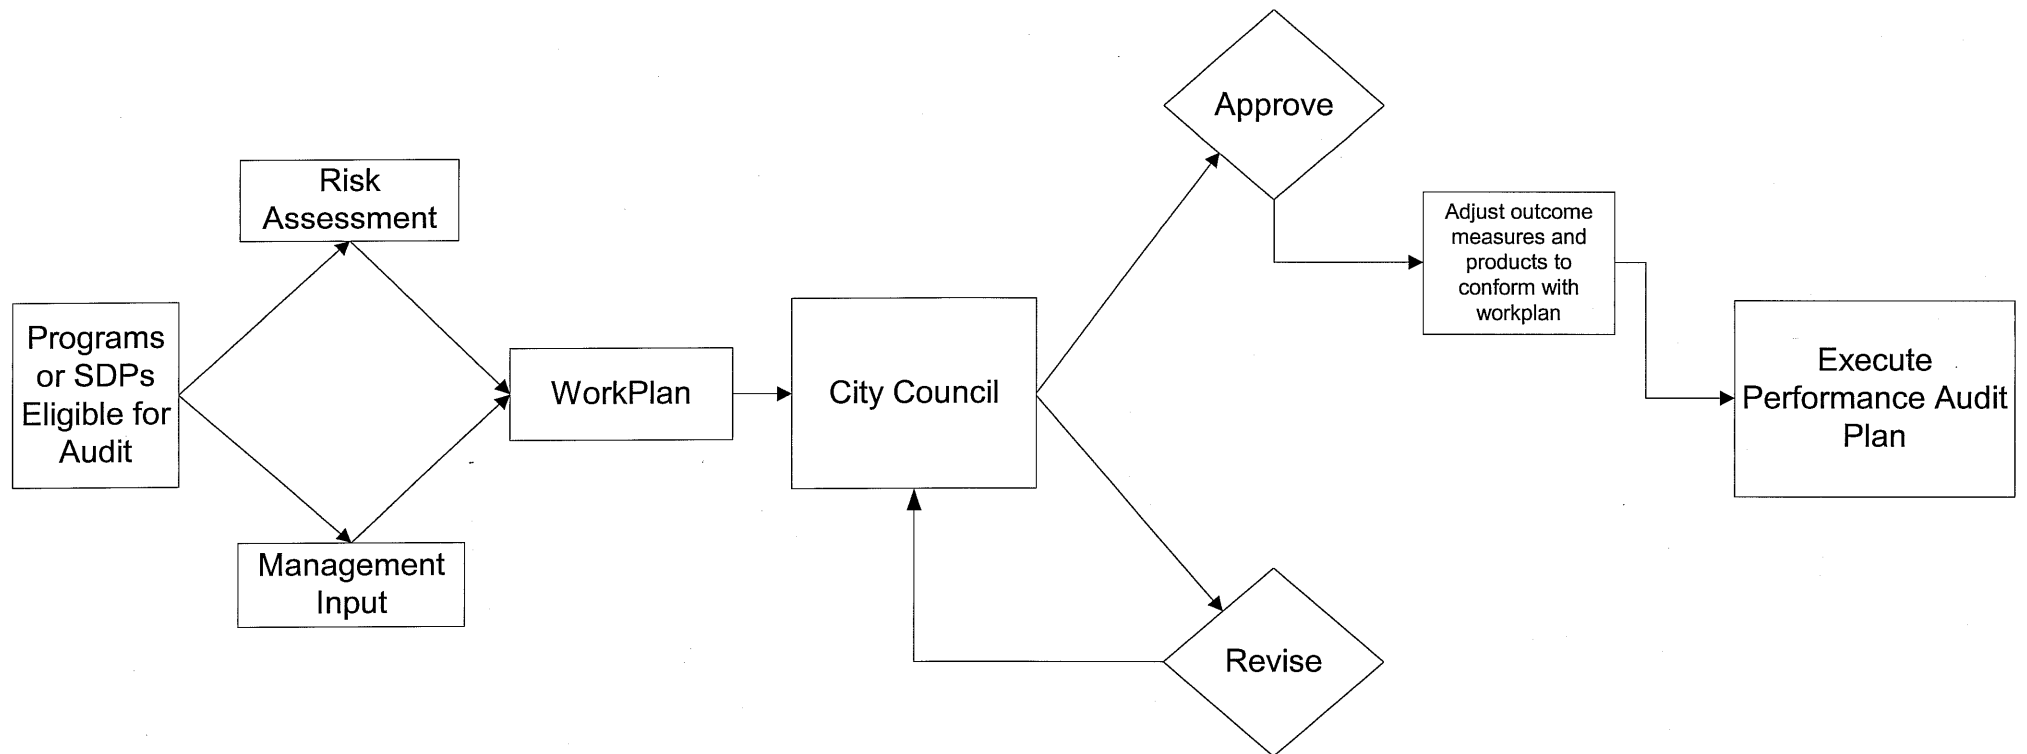 Approve
Risk
Assessment
Adjust outcome
measures and
products to
conform with
workplan
Programs
or SDPs
Eligible for
Audit
WorkPlan
City Council
Execute
Performance Audit
Plan
Management
Input
Revise